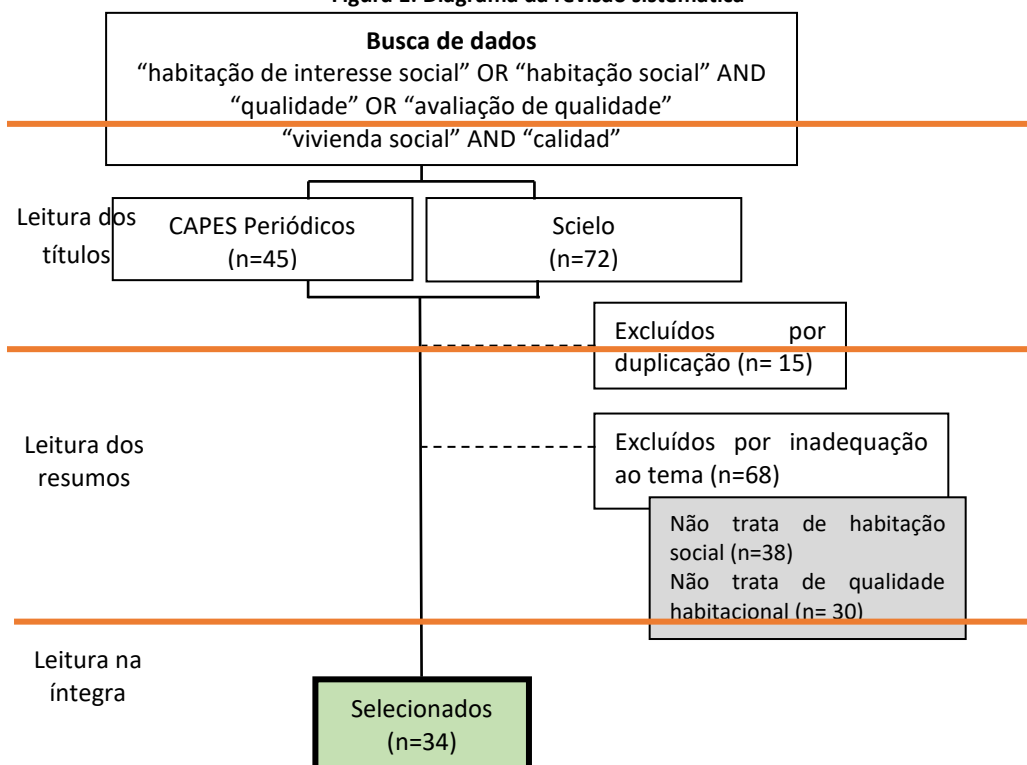 Figura 1: Diagrama da revisão sistemática
Busca de dados
“habitação de interesse social” OR “habitação social” AND
“qualidade” OR “avaliação de qualidade”
“vivienda social” AND “calidad”
Leitura dos
títulos
CAPES Periódicos
(n=45)
Scielo
(n=72)
Excluídos por
duplicação (n= 15)
Leitura dos
resumos
Excluídos por inadequação
ao tema (n=68)
Não trata de habitação
social (n=38)
Não trata de qualidade
habitacional (n= 30)
Leitura na
íntegra
Selecionados
(n=34)